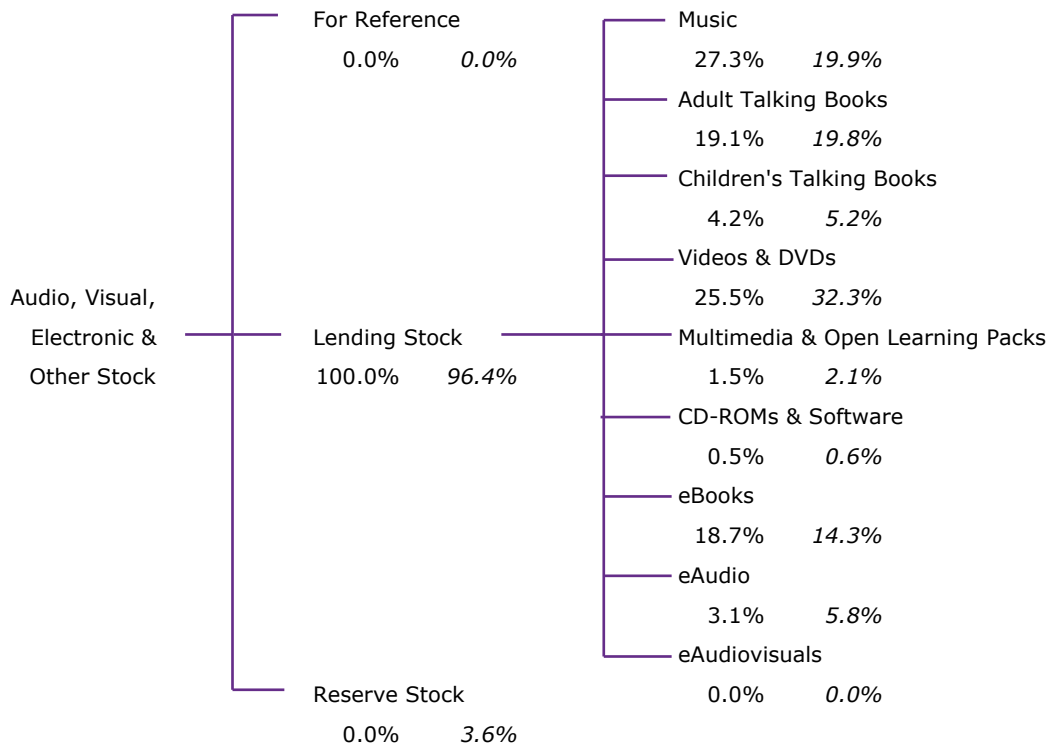 Audio, Visual,
Electronic &
Other Stock
For Reference
0.0% 0.0%
Lending Stock
100.0% 96.4%
Reserve Stock
0.0% 3.6%
Music
27.3% 19.9%
Adult Talking Books
19.1% 19.8%
Children's Talking Books
4.2% 5.2%
Videos & DVDs
25.5% 32.3%
Multimedia & Open Learning Packs
1.5% 2.1%
CD-ROMs & Software
0.5% 0.6%
eBooks
18.7% 14.3%
eAudio
3.1% 5.8%
eAudiovisuals
0.0% 0.0%